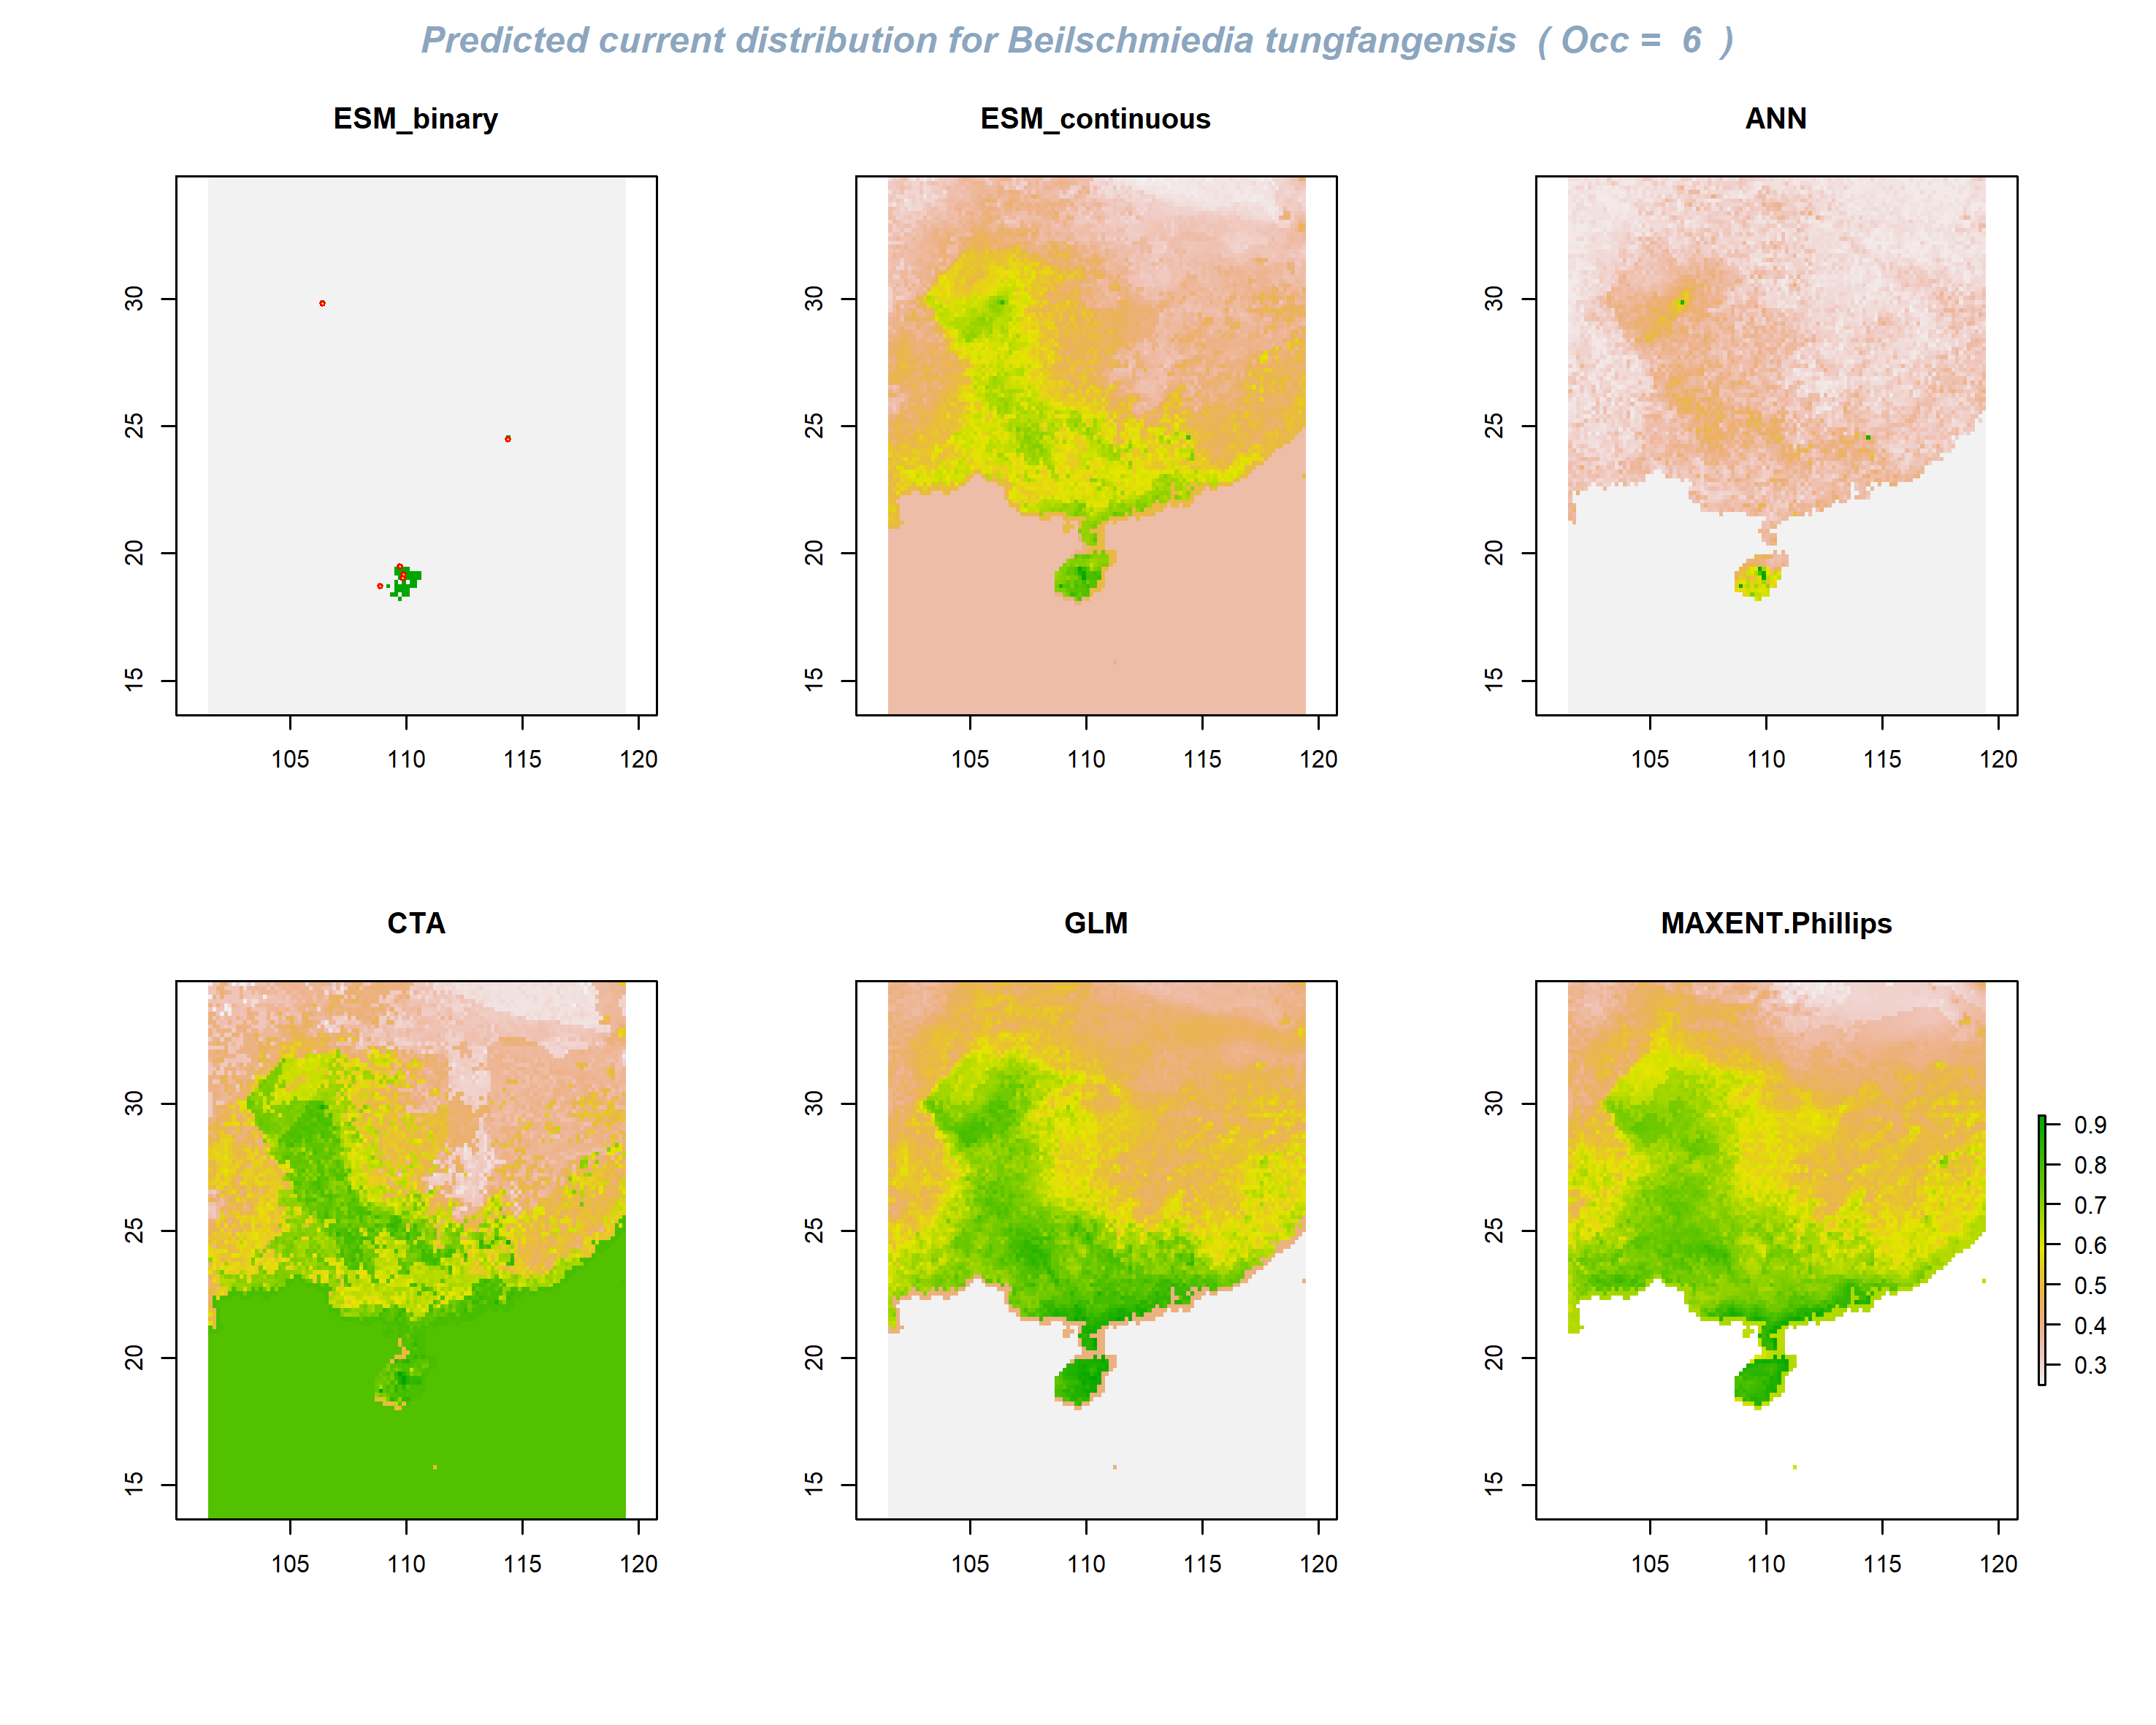 Predicted current distribution for Beilschmiedia tungfangensis ( Occ = 6 )
ESM_binary
30
25
20
15
105 110 115 120
ESM_continuous
30
25
20
15
105 110 115 120
ANN
30
25
20
15
105 110 115 120
CTA
30
25
20
15
105 110 115 120
GLM
30
25
20
15
105 110 115 120
MAXENT.Phillips
30
25
20
15
105 110 115 120
0.9
0.8
0.7
0.6
0.5
0.4
0.3